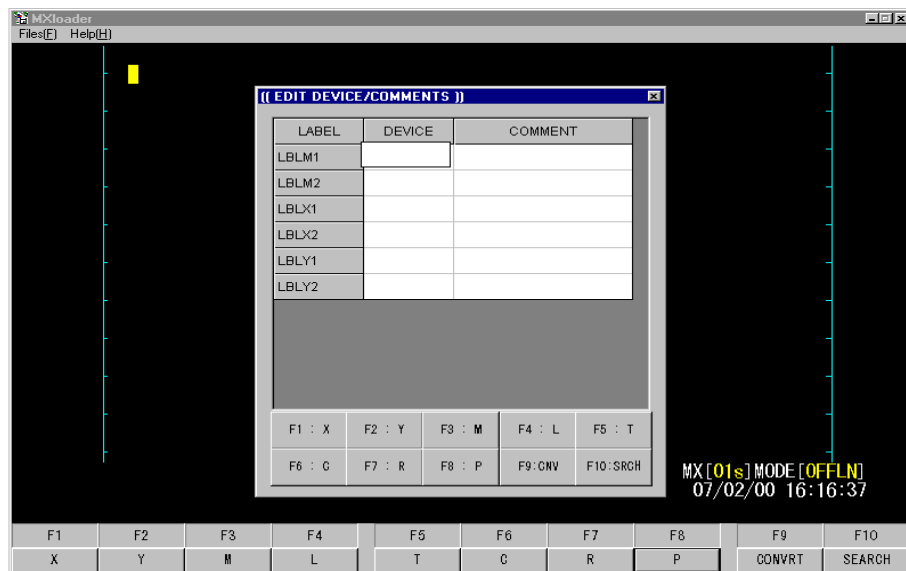 MXloader
Files(F) Help(H)
(( EDIT DEVICE/COMMENTS ))
LABEL DEVICE COMMENT
LBLM1
LBLM2
LBLX1
LBLX2
LBLY1
LBLY2
F1 : X F2 : Y F3 : M F4 : L F5 : T
F6 : C F7 : R F8 : P F9:CNV F10:SRCH
MX[01s]MODE[OFFLN]
07/02/00 16:16:37
F1 F2 F3 F4 F5 F6 F7 F8 F9 F10
X Y M L T C R P CONVRT SEARCH